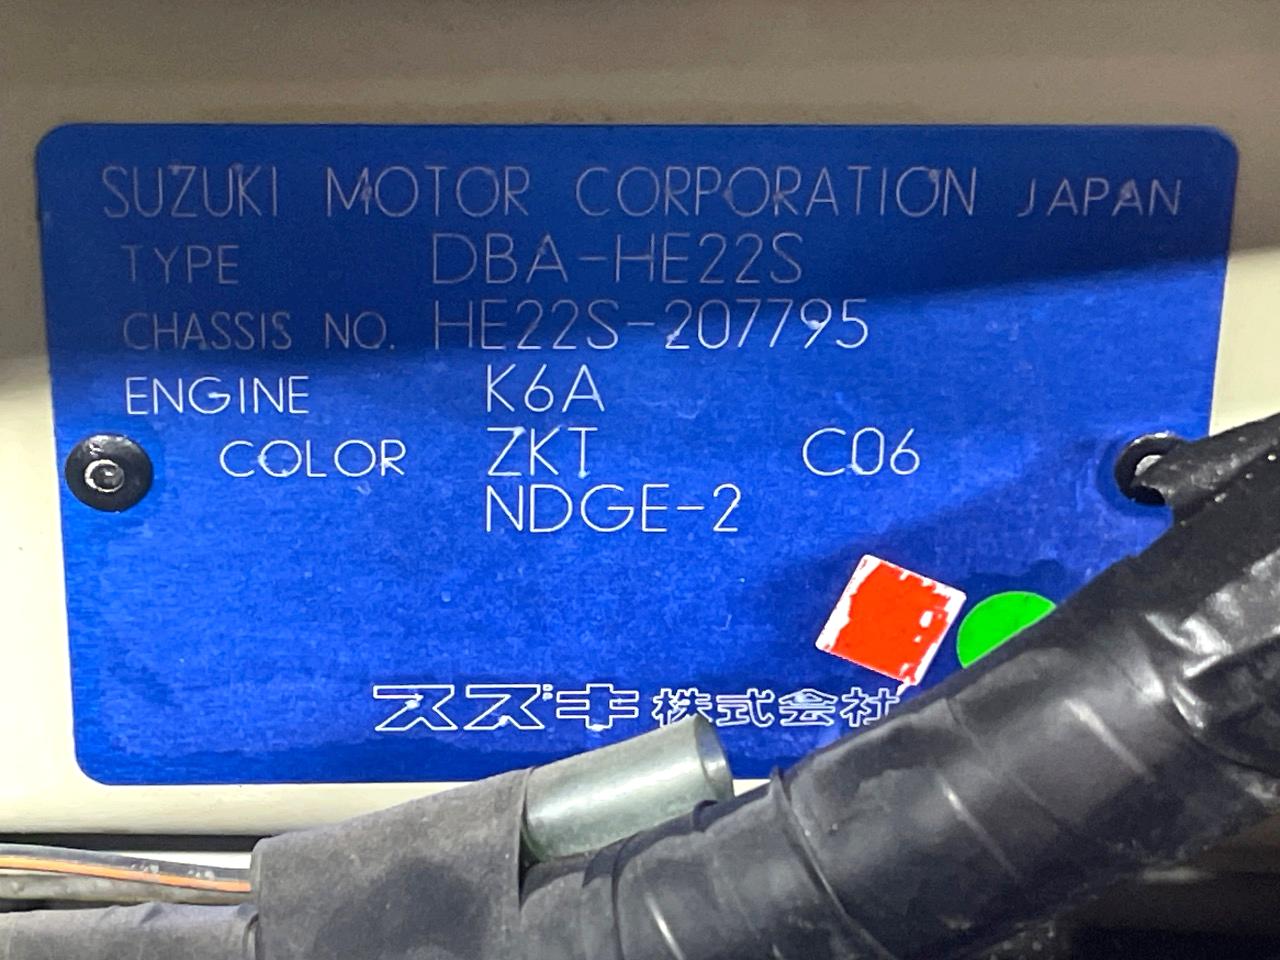 SUZUKI MOTOR CORPORATION JAPAN
TYPE DBA-HE22S
CHASSIS NO. HE22S-207795
ENGINE K6A
COLOR ZKT C06
NDGE-2
スズキ株式会社